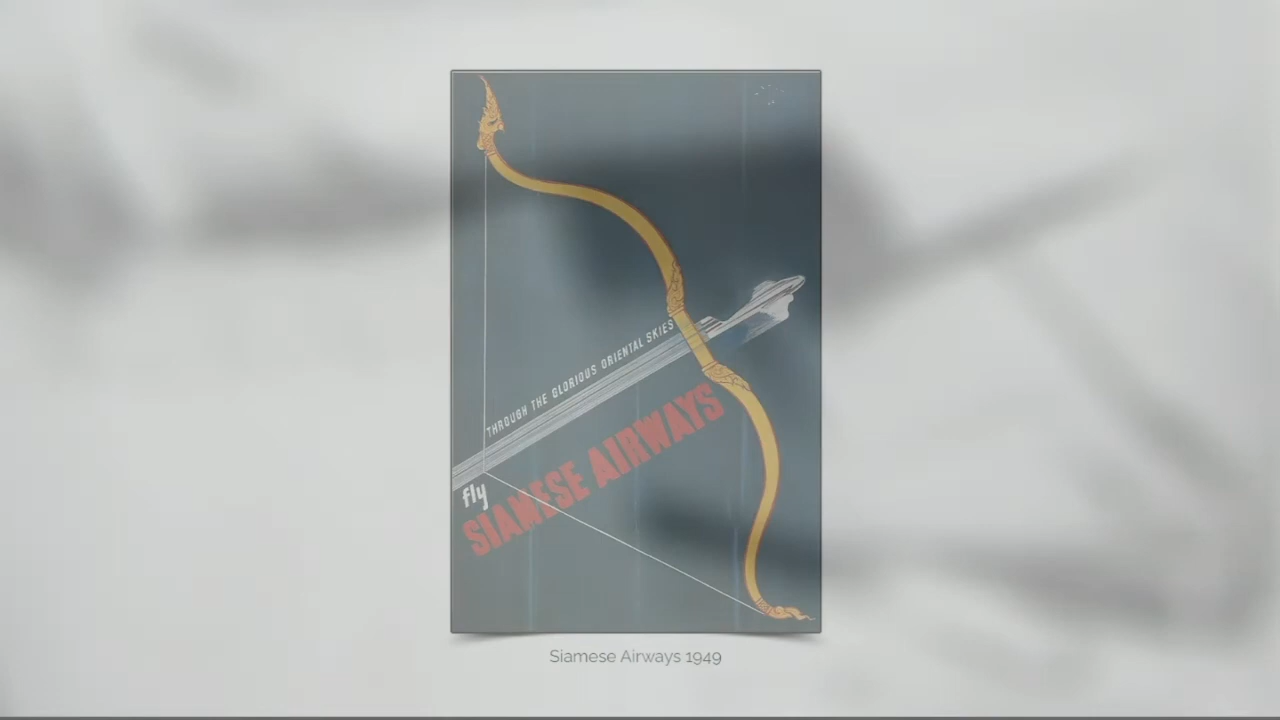 THROUGH THE GLORIOUS ORIENTAL SKIES
fly
SIAMESE AIRWAYS
Siamese Airways 1949